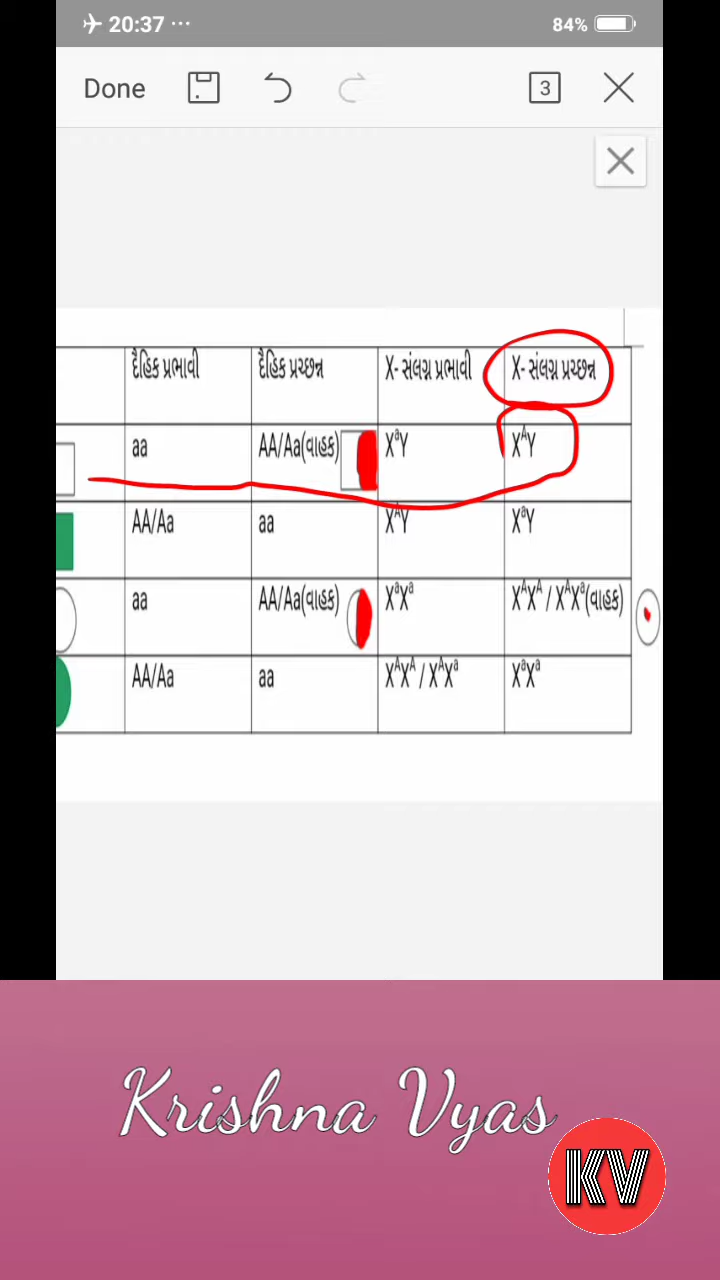 20:37 ··· 84%
Done 3
દૈહિક પ્રભાવી દૈહિક પ્રચ્છન્ન X- સંલગ્ન પ્રભાવી X- સંલગ્ન પ્રચ્છન્ન
aa AA/Aa(વાહક) XᵃY XᴬY
AA/Aa aa XᴬY XᵃY
aa AA/Aa(વાહક) XᵃXᵃ XᴬXᴬ / XᴬXᵃ(વાહક)
AA/Aa aa XᴬXᴬ / XᴬXᵃ XᵃXᵃ
Krishna Vyas
KV